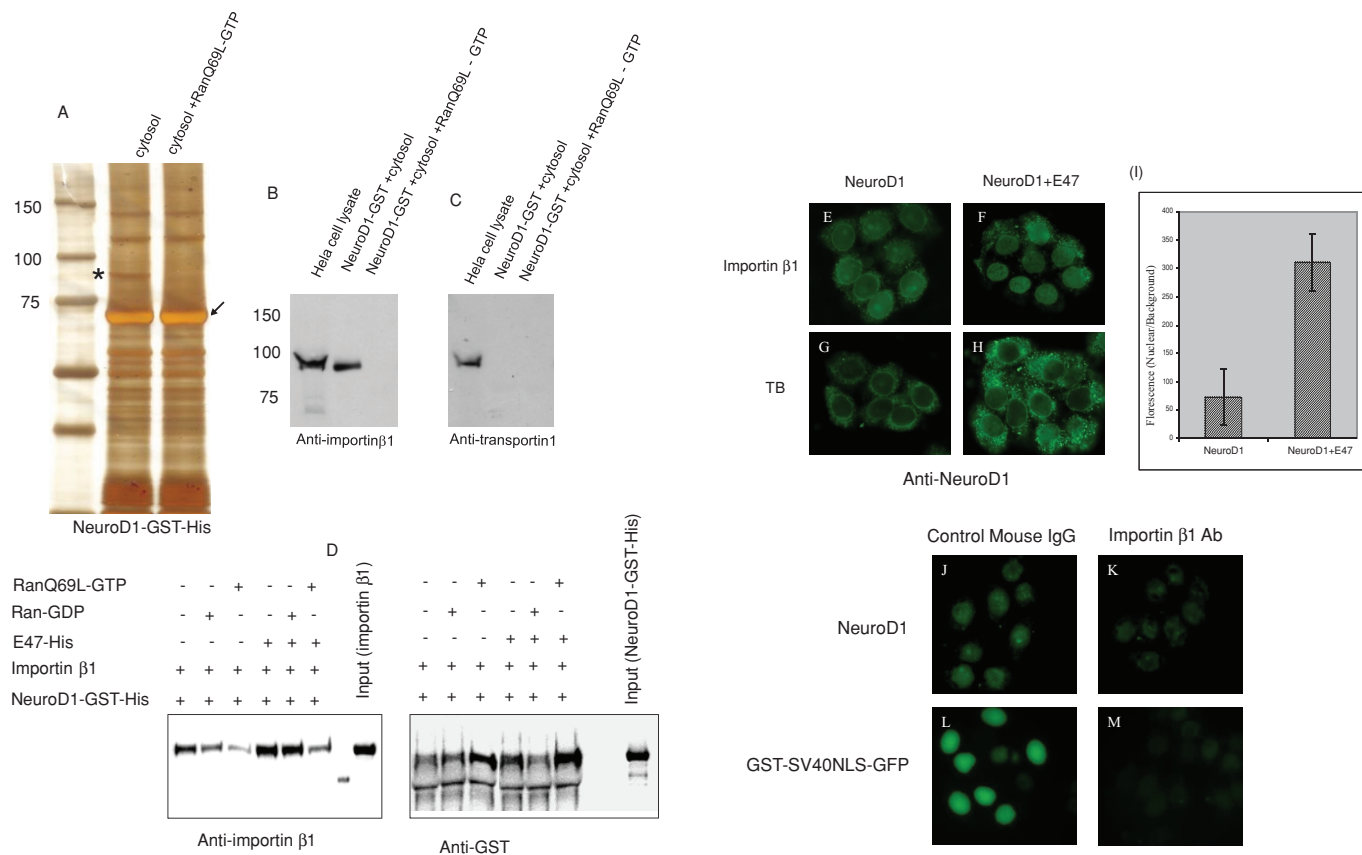 A
cytosol
cytosol +RanQ69L-GTP
150
100
*
75
NeuroD1-GST-His
B
Hela cell lysate
NeuroD1-GST +cytosol
NeuroD1-GST +cytosol +RanQ69L - GTP
150
100
75
Anti-importinβ1
C
Hela cell lysate
NeuroD1-GST +cytosol
NeuroD1-GST +cytosol +RanQ69L-GTP
Anti-transportin1
D
RanQ69L-GTP - - + - - + - - + - - +
Ran-GDP - + - - + - - + - - + -
E47-His - - - + + + - - - + + +
Importin β1 + + + + + + + + + + + +
NeuroD1-GST-His + + + + + + + + + + + +
Input (importin β1)
Input (NeuroD1-GST-His)
Anti-importin β1
Anti-GST
NeuroD1
NeuroD1+E47
Importin β1
E
F
TB
G
H
Anti-NeuroD1
(I)
Florescence (Nuclear/Background)
400
350
300
250
200
150
100
50
0
NeuroD1
NeuroD1+E47
Control Mouse IgG
Importin β1 Ab
NeuroD1
J
K
GST-SV40NLS-GFP
L
M